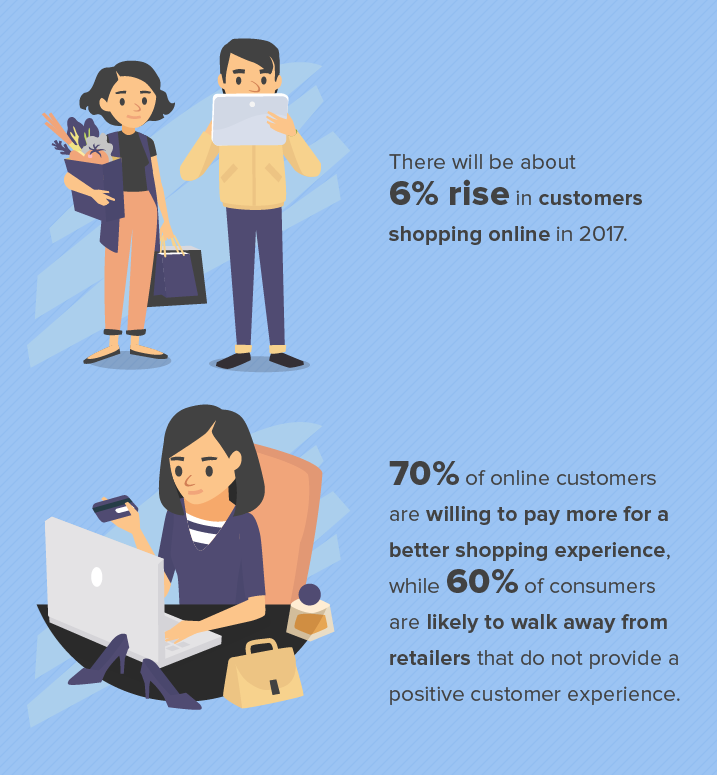 There will be about
6% rise in customers
shopping online in 2017.
70% of online customers
are willing to pay more for a
better shopping experience,
while 60% of consumers
are likely to walk away from
retailers that do not provide a
positive customer experience.